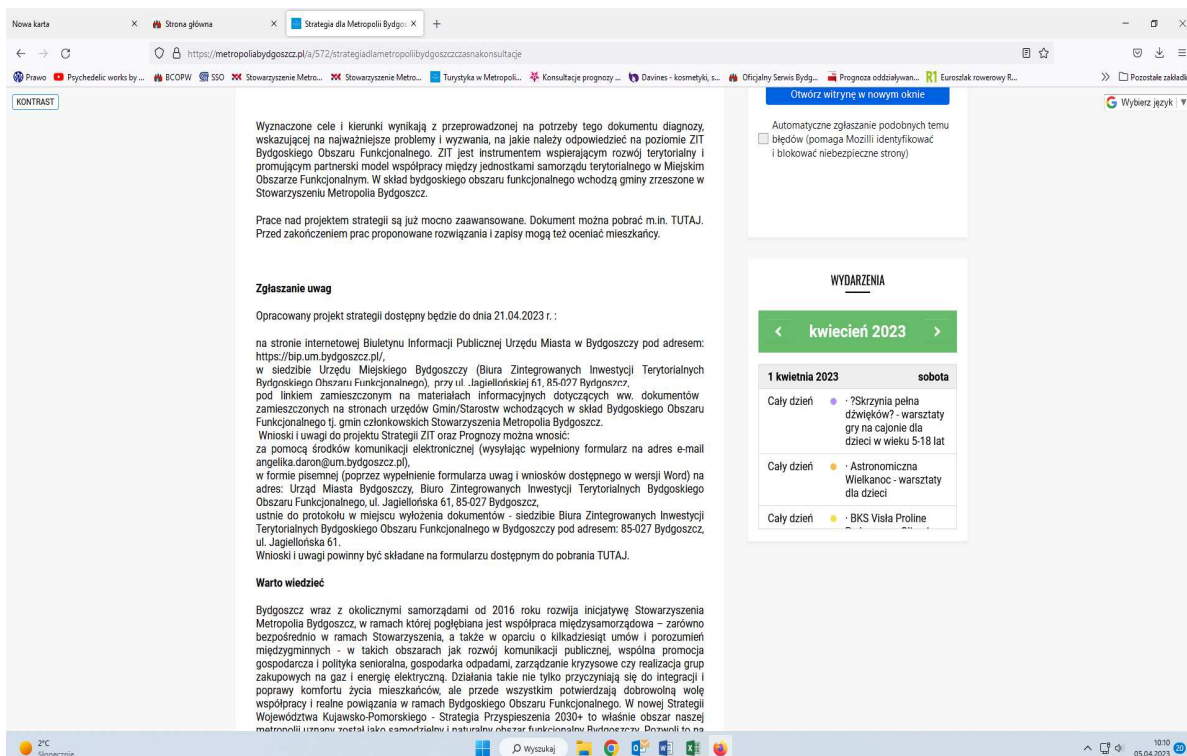 Nowa karta
Strona główna
Strategia dla Metropolii Bydgos
https://metropoliabydgoszcz.pl/a/572/strategiadlametropoliibydgoszczczasnakonsultacje
Prawo
Psychedelic works by ...
BCOPW
SSO
Stowarzyszenie Metro...
Stowarzyszenie Metro...
Turystyka w Metropoli...
Konsultacje prognozy ...
Davines - kosmetyki, s...
Oficjalny Serwis Bydg...
Prognoza oddziaływan...
R1 Euroszlak rowerowy R...
Pozostałe zakładk
KONTRAST
Wyznaczone cele i kierunki wynikają z przeprowadzonej na potrzeby tego dokumentu diagnozy,
wskazującej na najważniejsze problemy i wyzwania, na jakie należy odpowiedzieć na poziomie ZIT
Bydgoskiego Obszaru Funkcjonalnego. ZIT jest instrumentem wspierającym rozwój terytorialny i
promującym partnerski model współpracy między jednostkami samorządu terytorialnego w Miejskim
Obszarze Funkcjonalnym. W skład bydgoskiego obszaru funkcjonalnego wchodzą gminy zrzeszone w
Stowarzyszeniu Metropolia Bydgoszcz.
Prace nad projektem strategii są już mocno zaawansowane. Dokument można pobrać m.in. TUTAJ.
Przed zakończeniem prac proponowane rozwiązania i zapisy mogą też oceniać mieszkańcy.
Zgłaszanie uwag
Opracowany projekt strategii dostępny będzie do dnia 21.04.2023 r. :
na stronie internetowej Biuletynu Informacji Publicznej Urzędu Miasta w Bydgoszczy pod adresem:
https://bip.um.bydgoszcz.pl/,
w siedzibie Urzędu Miejskiego Bydgoszczy (Biura Zintegrowanych Inwestycji Terytorialnych
Bydgoskiego Obszaru Funkcjonalnego), przy ul. Jagiellońskiej 61, 85-027 Bydgoszcz,
pod linkiem zamieszczonym na materiałach informacyjnych dotyczących ww. dokumentów
zamieszczonych na stronach urzędów Gmin/Starostw wchodzących w skład Bydgoskiego Obszaru
Funkcjonalnego tj. gmin członkowskich Stowarzyszenia Metropolia Bydgoszcz.
Wnioski i uwagi do projektu Strategii ZIT oraz Prognozy można wnosić:
za pomocą środków komunikacji elektronicznej (wysyłając wypełniony formularz na adres e-mail
angelika.daron@um.bydgoszcz.pl),
w formie pisemnej (poprzez wypełnienie formularza uwag i wniosków dostępnego w wersji Word) na
adres: Urząd Miasta Bydgoszczy, Biuro Zintegrowanych Inwestycji Terytorialnych Bydgoskiego
Obszaru Funkcjonalnego, ul. Jagiellońska 61, 85-027 Bydgoszcz,
ustnie do protokołu w miejscu wyłożenia dokumentów - siedzibie Biura Zintegrowanych Inwestycji
Terytorialnych Bydgoskiego Obszaru Funkcjonalnego w Bydgoszczy pod adresem: 85-027 Bydgoszcz,
ul. Jagiellońska 61.
Wnioski i uwagi powinny być składane na formularzu dostępnym do pobrania TUTAJ.
Warto wiedzieć
Bydgoszcz wraz z okolicznymi samorządami od 2016 roku rozwija inicjatywę Stowarzyszenia
Metropolia Bydgoszcz, w ramach której pogłębiana jest współpraca międzysamorządowa – zarówno
bezpośrednio w ramach Stowarzyszenia, a także w oparciu o kilkadziesiąt umów i porozumień
międzygminnych - w takich obszarach jak rozwój komunikacji publicznej, wspólna promocja
gospodarcza i polityka senioralna, gospodarka odpadami, zarządzanie kryzysowe czy realizacja grup
zakupowych na gaz i energię elektryczną. Działania takie nie tylko przyczyniają się do integracji i
poprawy komfortu życia mieszkańców, ale przede wszystkim potwierdzają dobrowolną wolę
współpracy i realne powiązania w ramach Bydgoskiego Obszaru Funkcjonalnego. W nowej Strategii
Województwa Kujawsko-Pomorskiego - Strategia Przyspieszenia 2030+ to właśnie obszar naszej
metropolii uznany został jako samodzielny i naturalny obszar funkcjonalny Bydgoszczy. Pozwoli to na
Otwórz witrynę w nowym oknie
Automatyczne zgłaszanie podobnych temu
błędów (pomaga Mozilli identyfikować
i blokować niebezpieczne strony)
WYDARZENIA
kwiecień 2023
1 kwietnia 2023 sobota
Cały dzień · ?Skrzynia pełna
dźwięków? - warsztaty
gry na cajonie dla
dzieci w wieku 5-18 lat
Cały dzień · Astronomiczna
Wielkanoc - warsztaty
dla dzieci
Cały dzień · BKS Visła Proline
Wybierz język
2°C
Słonecznie
Wyszukaj
10:10
05.04.2023
20